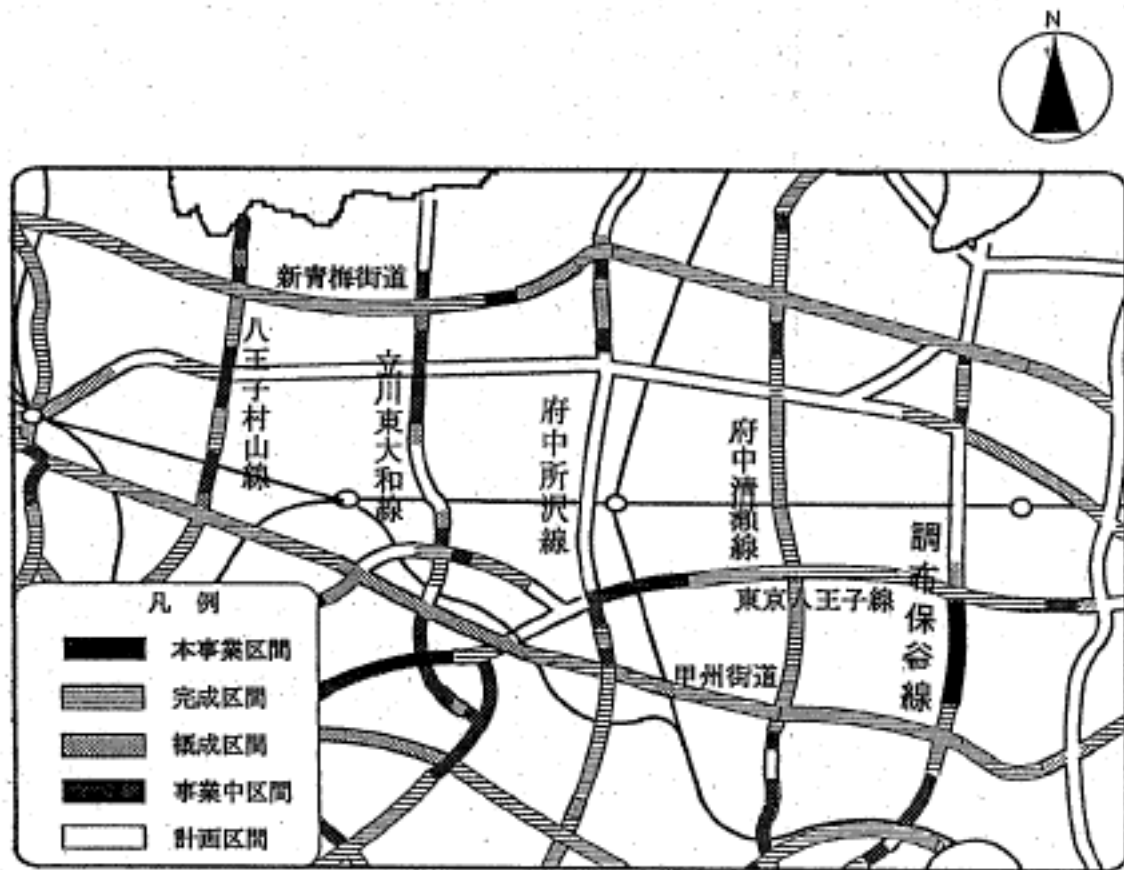 N
新青梅街道
八王子村山線
立川東大和線
府中所沢線
府中清瀬線
調布保谷線
東京八王子線
甲州街道
凡例
本事業区間
完成区間
概成区間
事業中区間
計画区間